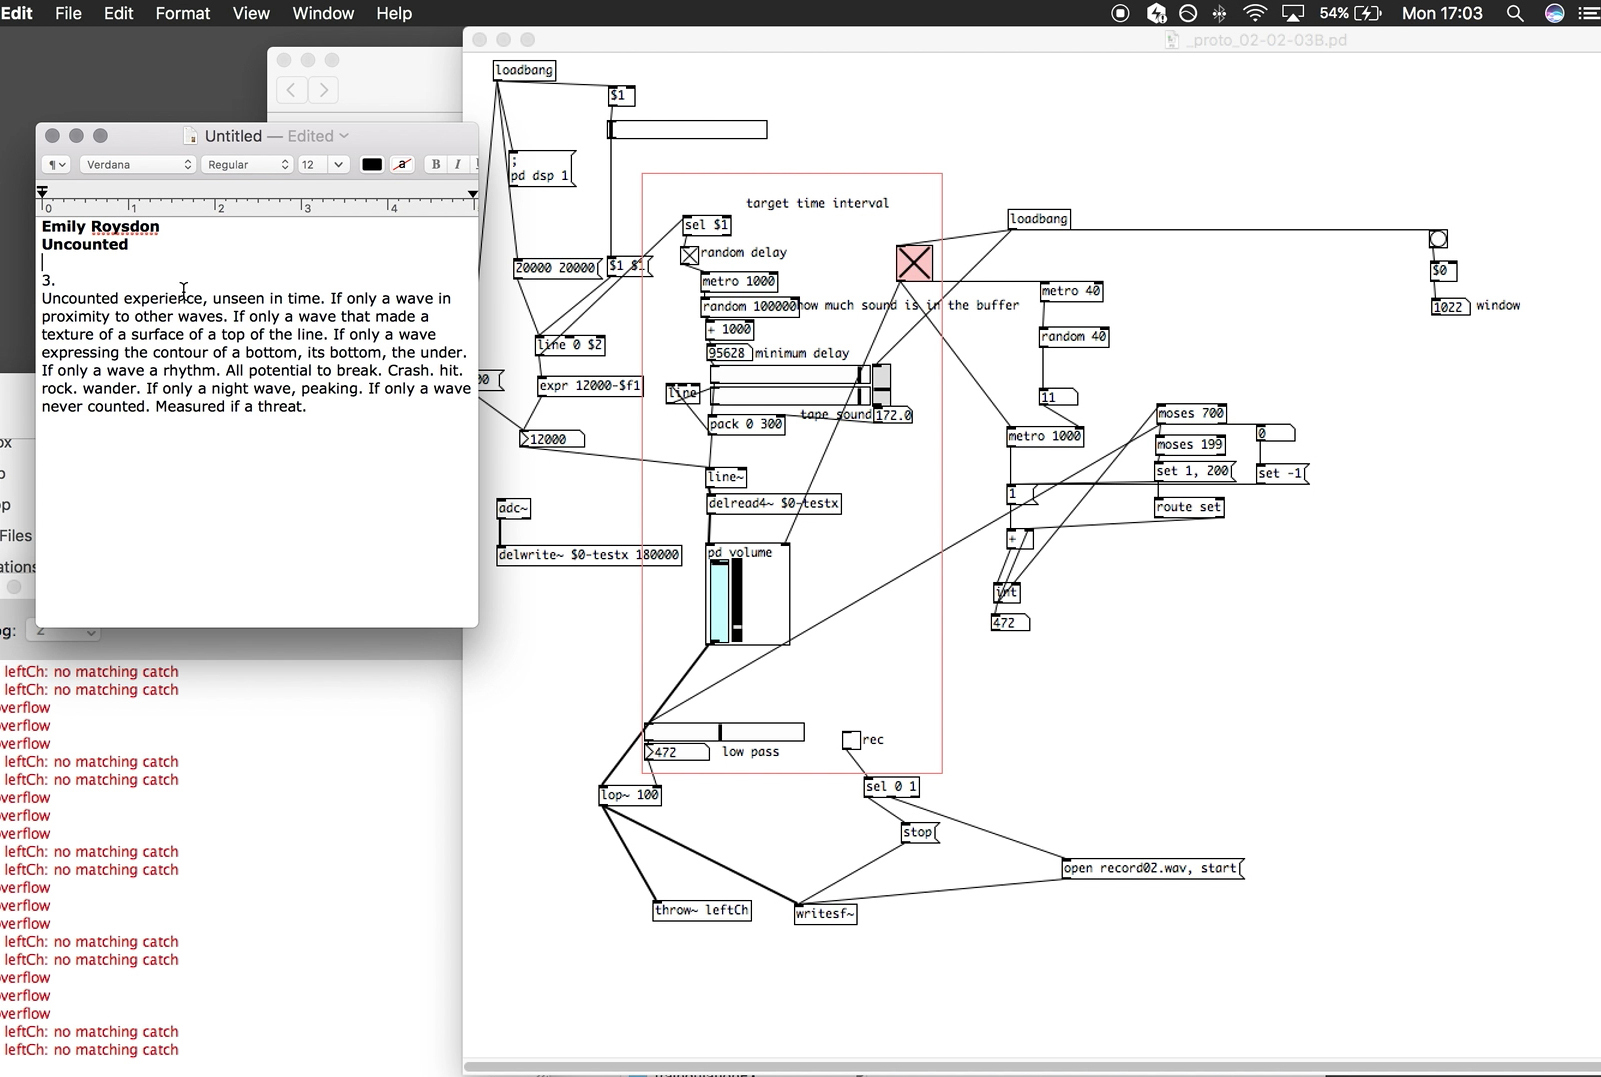 Edit File Edit Format View Window Help
54% Mon 17:03
_proto_02-02-03B.pd
Untitled — Edited
Verdana Regular 12 a B I
0 1 2 3 4
Emily Roysdon
Uncounted
3.
Uncounted experience, unseen in time. If only a wave in
proximity to other waves. If only a wave that made a
texture of a surface of a top of the line. If only a wave
expressing the contour of a bottom, its bottom, the under.
If only a wave a rhythm. All potential to break. Crash. hit.
rock. wander. If only a night wave, peaking. If only a wave
never counted. Measured if a threat.
Files
leftCh: no matching catch
leftCh: no matching catch
verflow
verflow
verflow
leftCh: no matching catch
leftCh: no matching catch
verflow
verflow
verflow
leftCh: no matching catch
leftCh: no matching catch
verflow
verflow
verflow
leftCh: no matching catch
leftCh: no matching catch
verflow
verflow
verflow
leftCh: no matching catch
leftCh: no matching catch
loadbang
$1
;
pd dsp 1
20000 20000
$1 $1
line 0 $2
expr 12000-$f1
12000
adc~
delwrite~ $0-testx 180000
target time interval
sel $1
random delay
metro 1000
random 100000
how much sound is in the buffer
+ 1000
95628 minimum delay
line
tape sound 172.0
pack 0 300
line~
delread4~ $0-testx
pd volume
472 low pass
lop~ 100
throw~ leftCh
rec
sel 0 1
stop
open record02.wav, start
writesf~
loadbang
metro 40
random 40
11
metro 1000
1
+
int
472
moses 700
moses 199
set 1, 200
route set
0
set -1
$0
1022 window